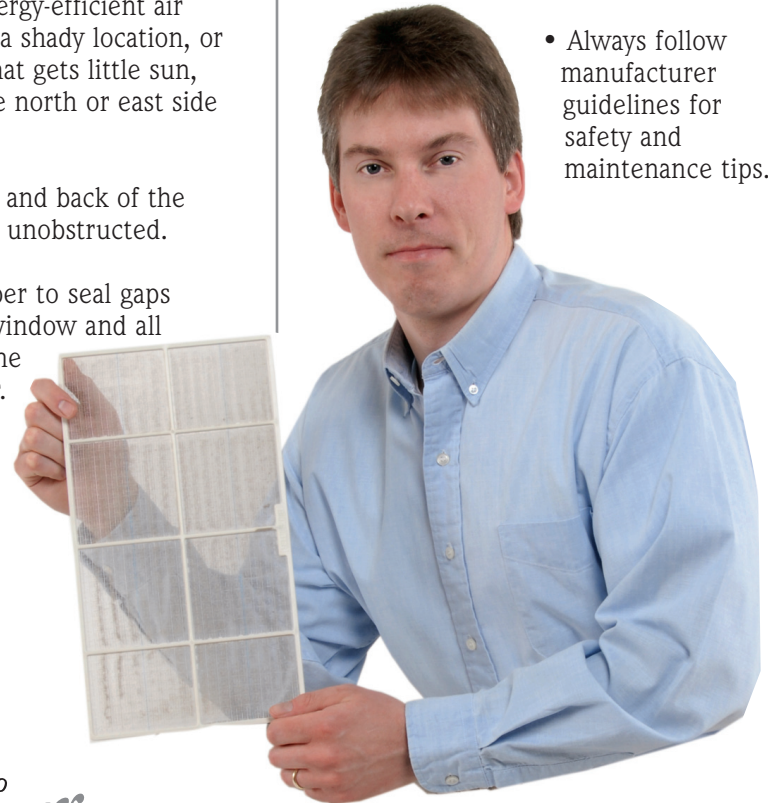 ergy-efficient air
a shady location, or
hat gets little sun,
e north or east side
and back of the
unobstructed.
per to seal gaps
window and all
he
• Always follow
manufacturer
guidelines for
safety and
maintenance tips.